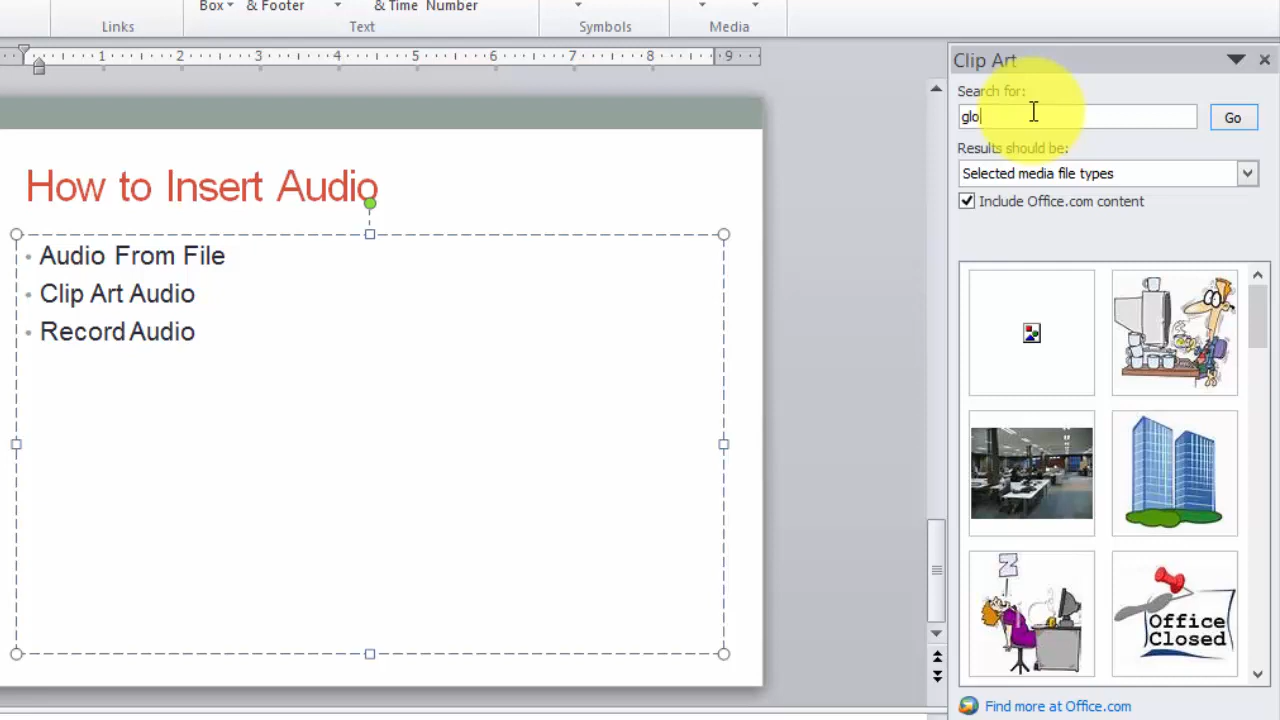 Box & Footer & Time Number
Links Text Symbols Media
1 2 3 4 5 6 7 8 9
Clip Art
Search for:
glo
Go
Results should be:
Selected media file types
Include Office.com content
How to Insert Audio
• Audio From File
• Clip Art Audio
• Record Audio
Z
Office
Closed
Find more at Office.com